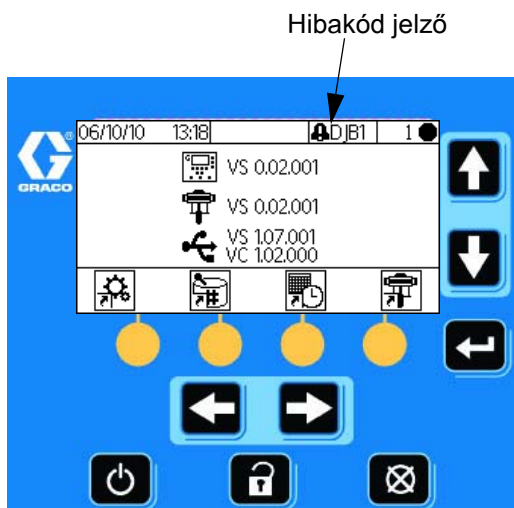 Hibakód jelző
GRACO
06/10/10 13:18 DJB1 1
VS 0.02.001
VS 0.02.001
VS 1.07.001
VC 1.02.000